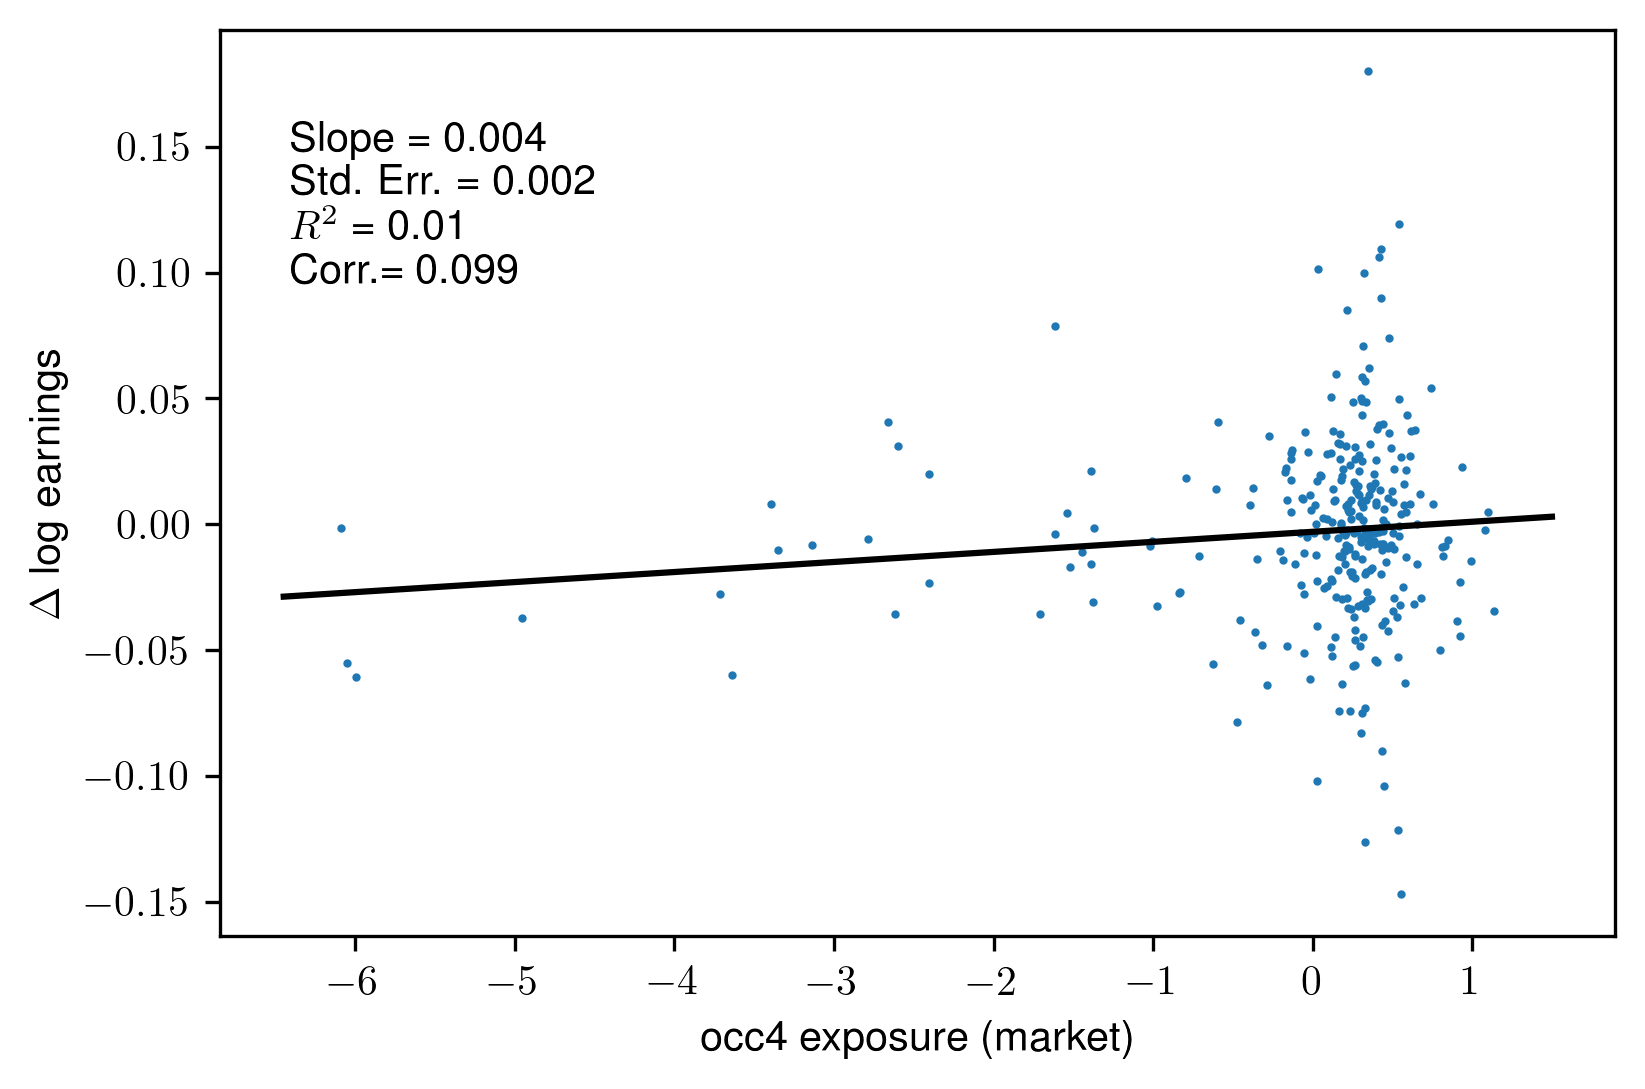 Slope = 0.004
Std. Err. = 0.002
R² = 0.01
Corr.= 0.099
Δ log earnings
0.15
0.10
0.05
0.00
−0.05
−0.10
−0.15
−6 −5 −4 −3 −2 −1 0 1
occ4 exposure (market)